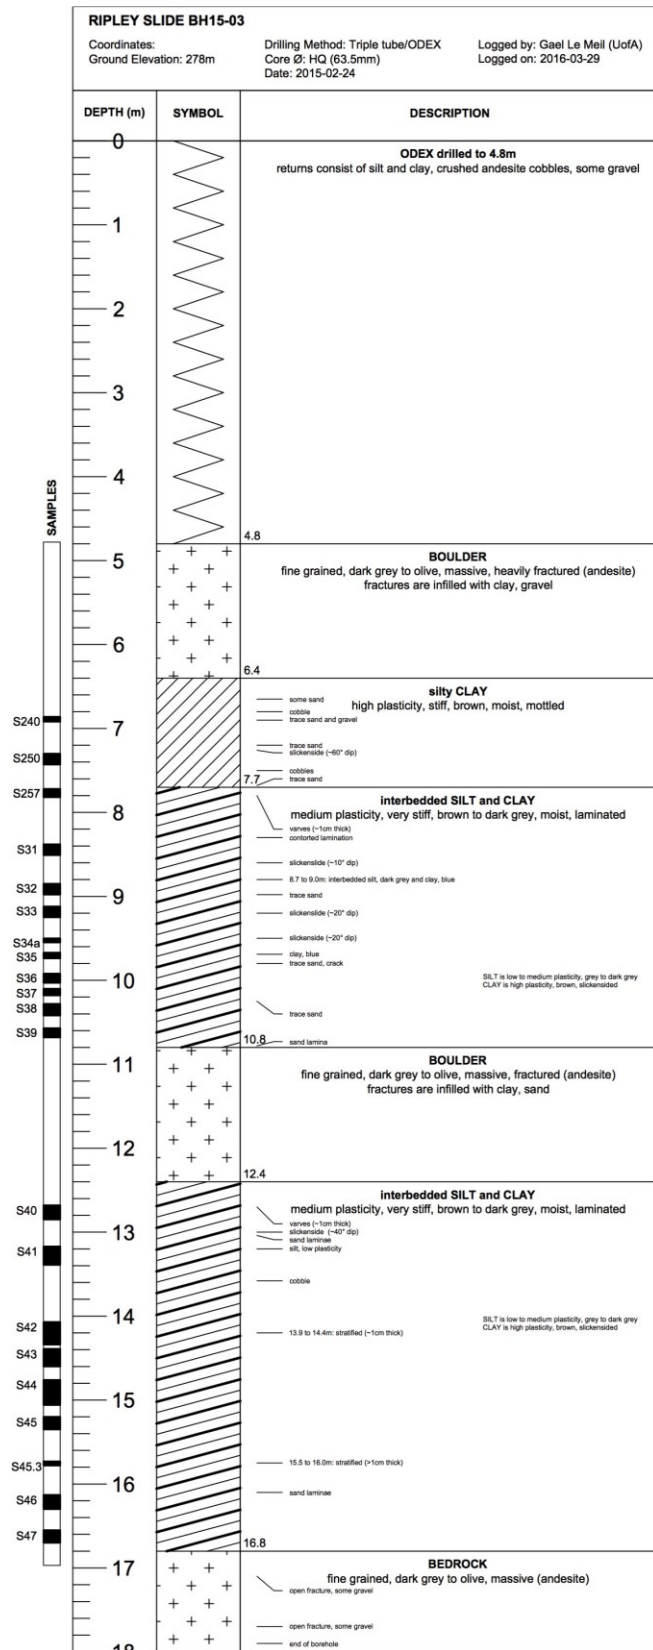 RIPLEY SLIDE BH15-03
Coordinates:
Ground Elevation: 278m
Drilling Method: Triple tube/ODEX
Core Ø: HQ (63.5mm)
Date: 2015-02-24
Logged by: Gael Le Meil (UofA)
Logged on: 2016-03-29
DEPTH (m) SYMBOL DESCRIPTION
0
ODEX drilled to 4.8m
returns consist of silt and clay, crushed andesite cobbles, some gravel
1
2
3
4
SAMPLES
4.8
5
BOULDER
fine grained, dark grey to olive, massive, heavily fractured (andesite)
fractures are infilled with clay, gravel
6
6.4
silty CLAY
high plasticity, stiff, brown, moist, mottled
some sand
cobble
trace sand and gravel
S240
7
trace sand
slickenside (~60° dip)
S250
cobbles
trace sand
7.7
S257
interbedded SILT and CLAY
medium plasticity, very stiff, brown to dark grey, moist, laminated
8
varves (~1cm thick)
contorted lamination
S31
slickenslide (~10° dip)
8.7 to 9.0m: interbedded silt, dark grey and clay, blue
S32
9
trace sand
S33
slickenslide (~20° dip)
S34a
slickenside (~20° dip)
S35
clay, blue
trace sand, crack
S36
10
SILT is low to medium plasticity, grey to dark grey
CLAY is high plasticity, brown, slickensided
S37
S38
trace sand
S39
sand lamina
10.8
11
BOULDER
fine grained, dark grey to olive, massive, fractured (andesite)
fractures are infilled with clay, sand
12
12.4
interbedded SILT and CLAY
medium plasticity, very stiff, brown to dark grey, moist, laminated
S40
varves (~1cm thick)
13
slickenside (~40° dip)
sand laminae
silt, low plasticity
S41
cobble
14
SILT is low to medium plasticity, grey to dark grey
CLAY is high plasticity, brown, slickensided
S42
13.9 to 14.4m: stratified (~1cm thick)
S43
S44
15
S45
S45.3
15.5 to 16.0m: stratified (>1cm thick)
16
sand laminae
S46
S47
16.8
17
BEDROCK
fine grained, dark grey to olive, massive (andesite)
open fracture, some gravel
open fracture, some gravel
end of borehole
18